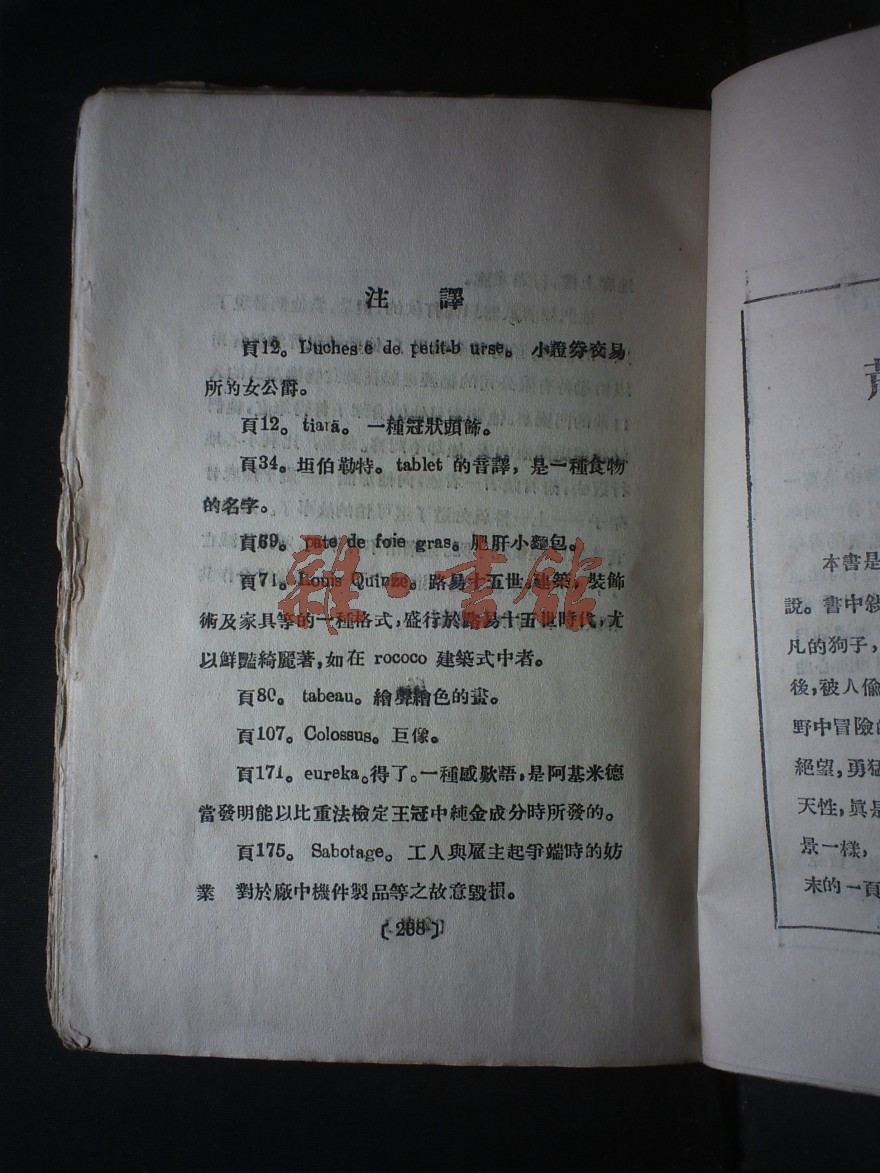 注 譯
頁12。 Duches e de petit-b urse。 小證券交易
所的女公爵。
頁12。 tiara。 一種冠狀頭飾。
頁34。坦伯勒特。tablet 的音譯，是一種食物
的名字。
頁69。 pate de foie gras。肥肝小麵包。
頁71。Louis Quinze。路易十五世。建築，裝飾
術及家具等的一種格式，盛行於路易十五世時代，尤
以鮮豔綺麗著，如在 rococo 建築式中者。
頁80。 tabeau。繪聲繪色的畫。
頁107。Colossus。巨像。
頁171。eureka。得了。一種感歎語，是阿基米德
當發明能以比重法檢定王冠中純金成分時所發的。
頁175。 Sabotage。 工人與雇主起爭端時的妨
業 對於廠中機件製品等之故意毀損。
雜·書館
本書是
說。書中敍
凡的狗子，
後，被人偷
野中冒險的
絕望，勇猛
天性，眞是
景一樣，
末的一頁